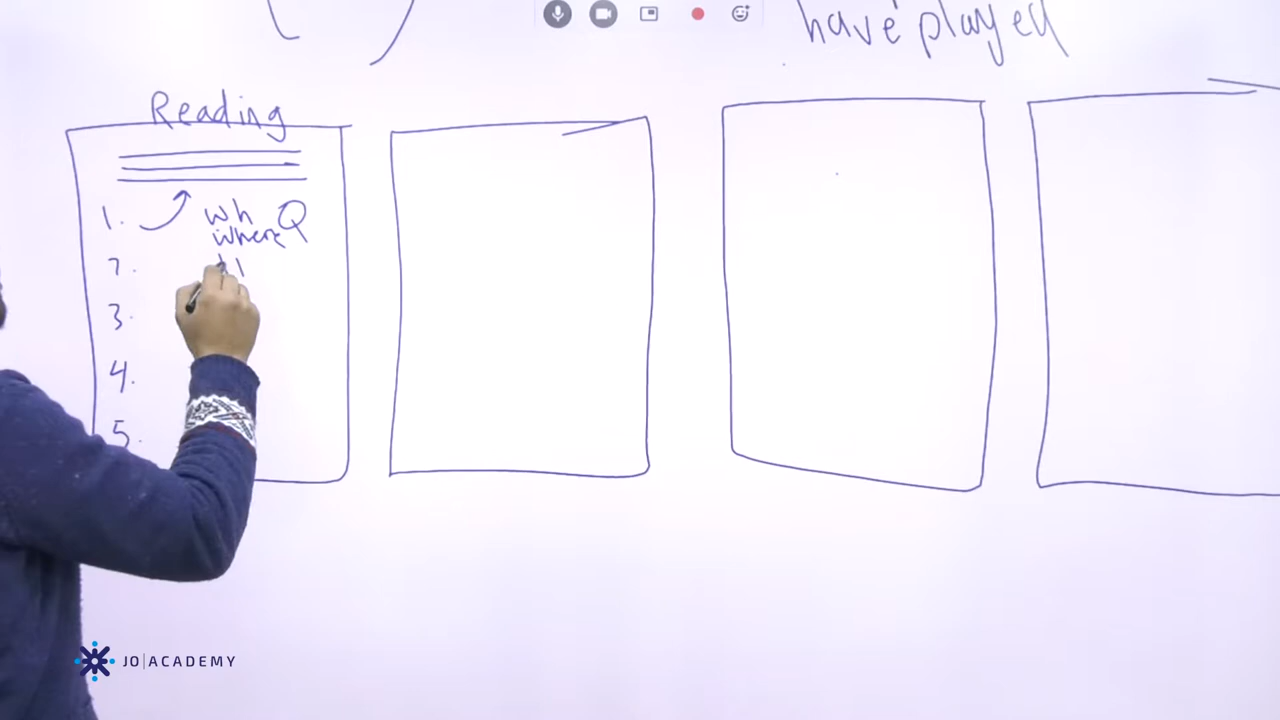 have played
Reading
1. Wh Q
where
2.
3.
4.
5.
JO ACADEMY